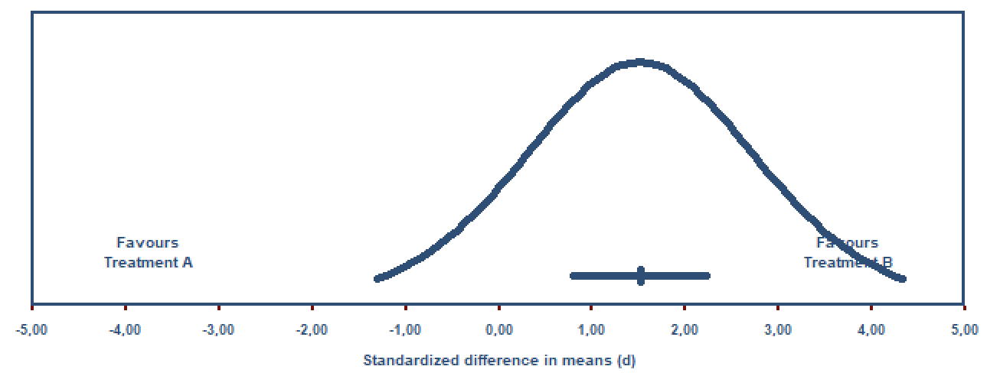 Favours
Treatment A
Favours
Treatment B
-5,00 -4,00 -3,00 -2,00 -1,00 0,00 1,00 2,00 3,00 4,00 5,00
Standardized difference in means (d)